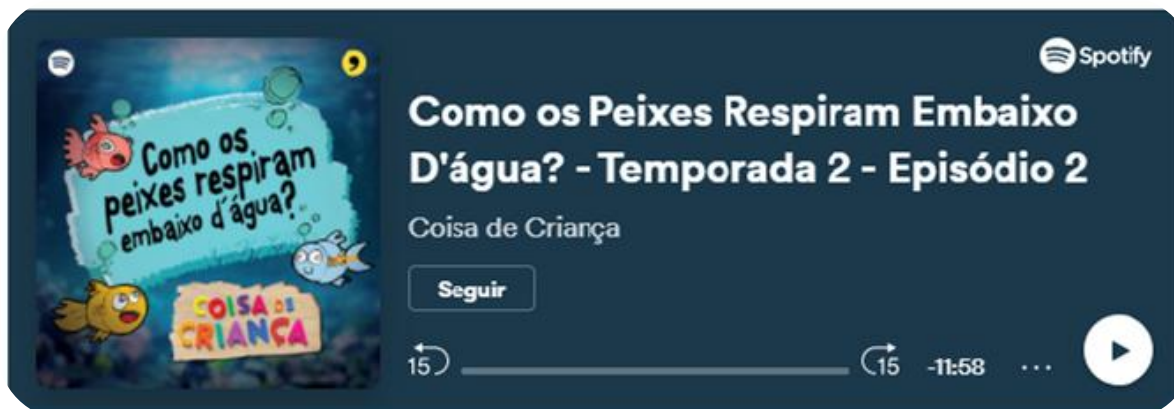 Como os
peixes respiram
embaixo d'água?
COISA DE
CRIANÇA
Spotify
Como os Peixes Respiram Embaixo
D'água? - Temporada 2 - Episódio 2
Coisa de Criança
Seguir
15
15
-11:58